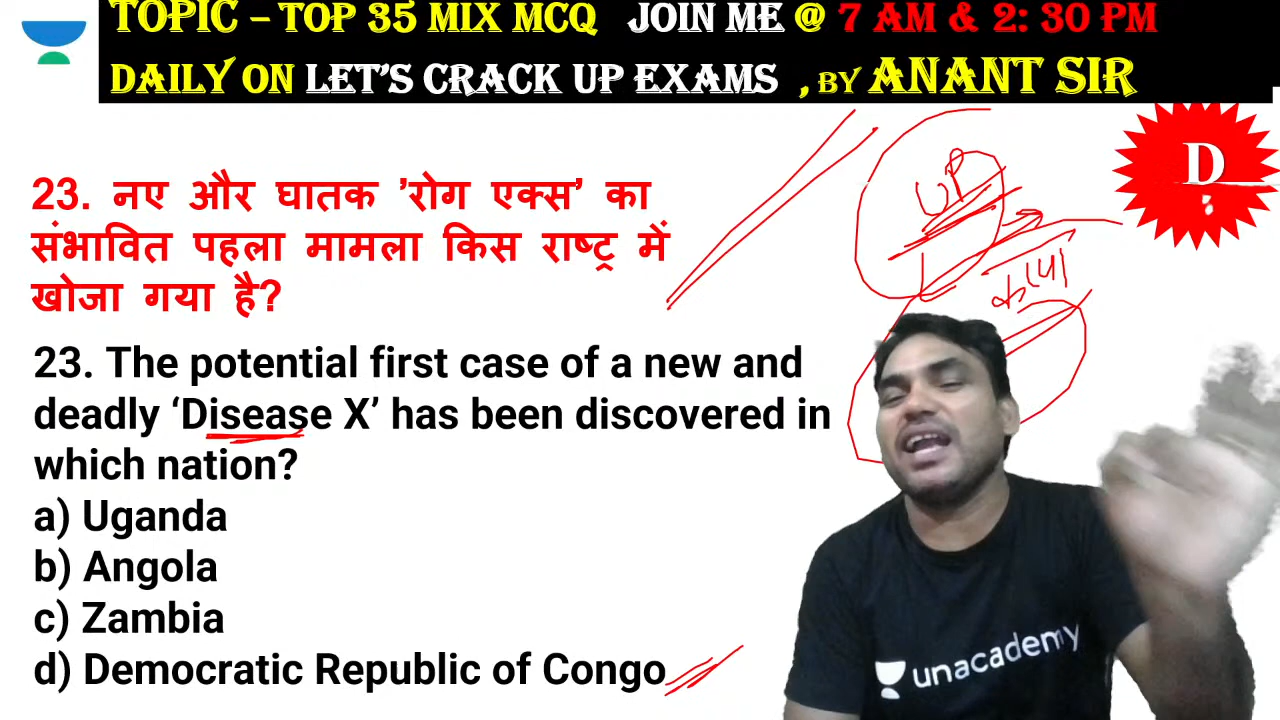 TOPIC – TOP 35 MIX MCQ JOIN ME @ 7 AM & 2: 30 PM
DAILY ON LET'S CRACK UP EXAMS , BY ANANT SIR
D
23. नए और घातक ’रोग एक्स’ का
संभावित पहला मामला किस राष्ट्र में
खोजा गया है?
UP
23. The potential first case of a new and
deadly ‘Disease X’ has been discovered in
which nation?
a) Uganda
b) Angola
c) Zambia
d) Democratic Republic of Congo
unacademy